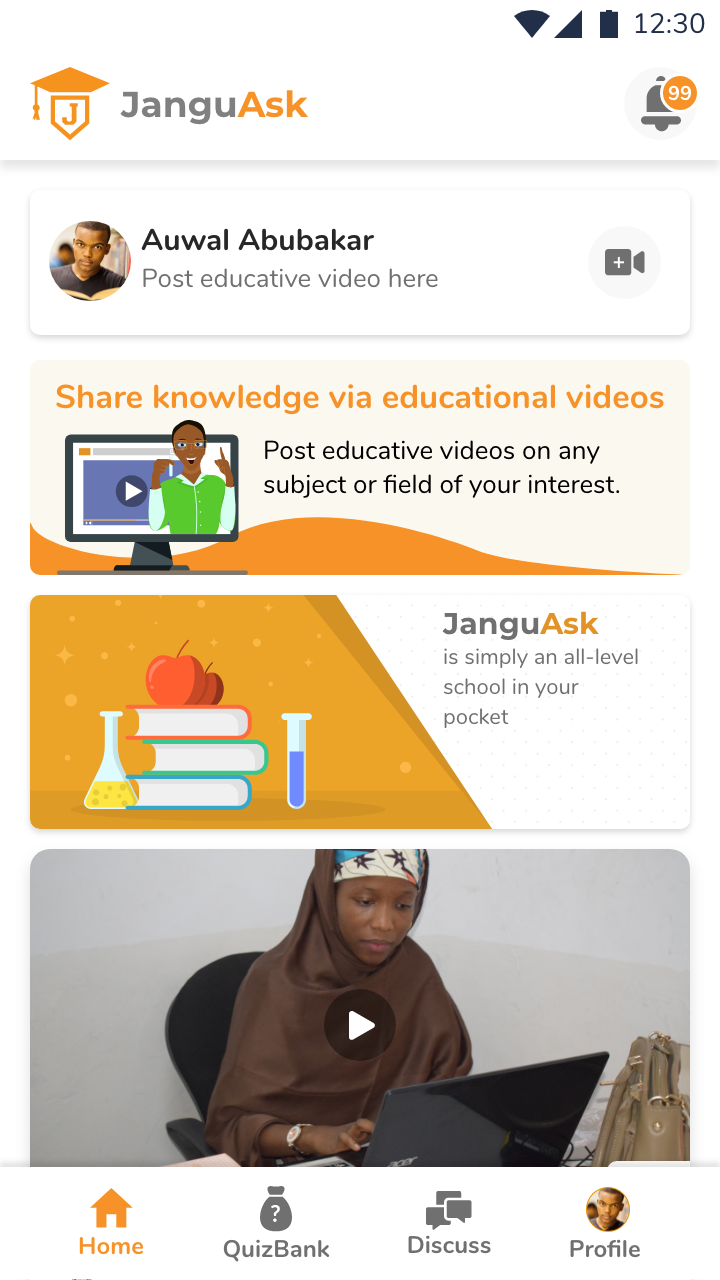 12:30
J
JanguAsk
99
Auwal Abubakar
Post educative video here
Share knowledge via educational videos
Post educative videos on any
subject or field of your interest.
JanguAsk
is simply an all-level
school in your
pocket
acer
?
Home
QuizBank
Discuss
Profile